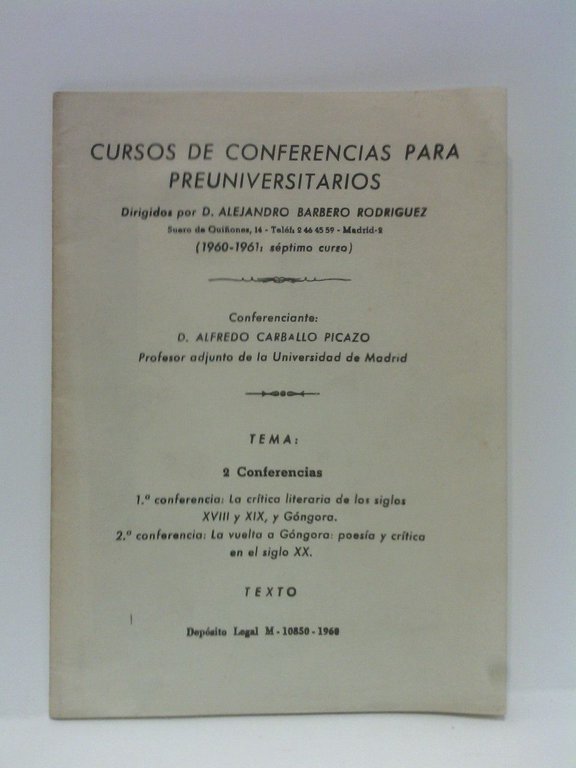 CURSOS DE CONFERENCIAS PARA
PREUNIVERSITARIOS
Dirigidos por D. ALEJANDRO BARBERO RODRIGUEZ
Suero de Quiñones, 14 - Teléf: 2 46 45 59 - Madrid-2
(1960-1961: séptimo curso)
Conferenciante:
D. ALFREDO CARBALLO PICAZO
Profesor adjunto de la Universidad de Madrid
TEMA:
2 Conferencias
1.ª conferencia: La crítica literaria de los siglos
XVIII y XIX, y Góngora.
2.ª conferencia: La vuelta a Góngora: poesía y crítica
en el siglo XX.
TEXTO
Depósito Legal M - 10850 - 1960